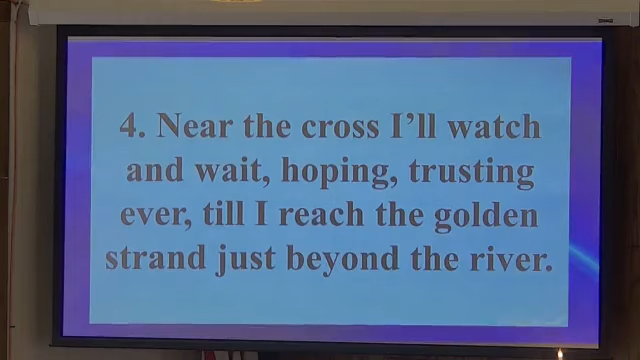 4. Near the cross I'll watch
and wait, hoping, trusting
ever, till I reach the golden
strand just beyond the river.